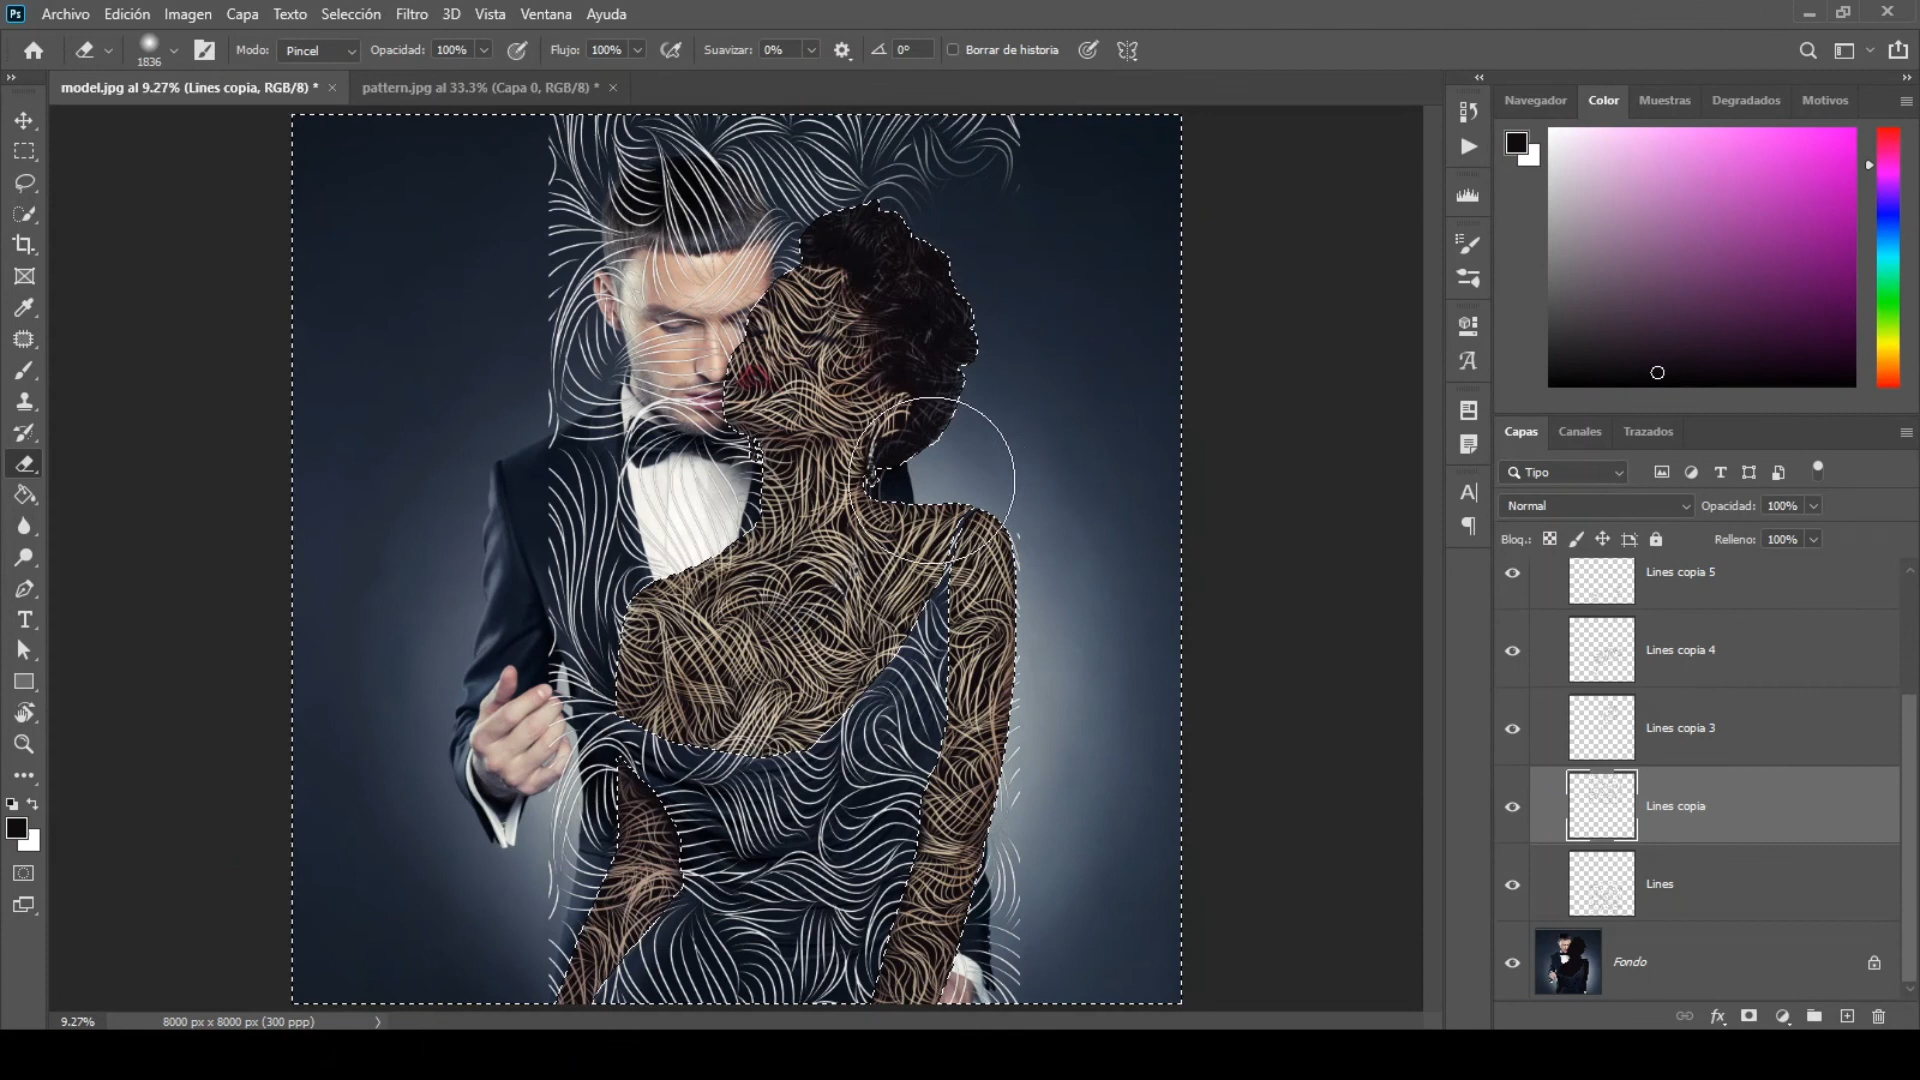 Ps Archivo Edición Imagen Capa Texto Selección Filtro 3D Vista Ventana Ayuda
1836 Modo: Pincel Opacidad: 100% Flujo: 100% Suavizar: 0% 0° Borrar de historia
model.jpg al 9.27% (Lines copia, RGB/8) * × pattern.jpg al 33.3% (Capa 0, RGB/8) * ×
Navegador Color Muestras Degradados Motivos
Capas Canales Trazados
Tipo
Normal Opacidad: 100%
Bloq.: Relleno: 100%
Lines copia 5
Lines copia 4
Lines copia 3
Lines copia
Lines
Fondo
fx
9.27% 8000 px x 8000 px (300 ppp)